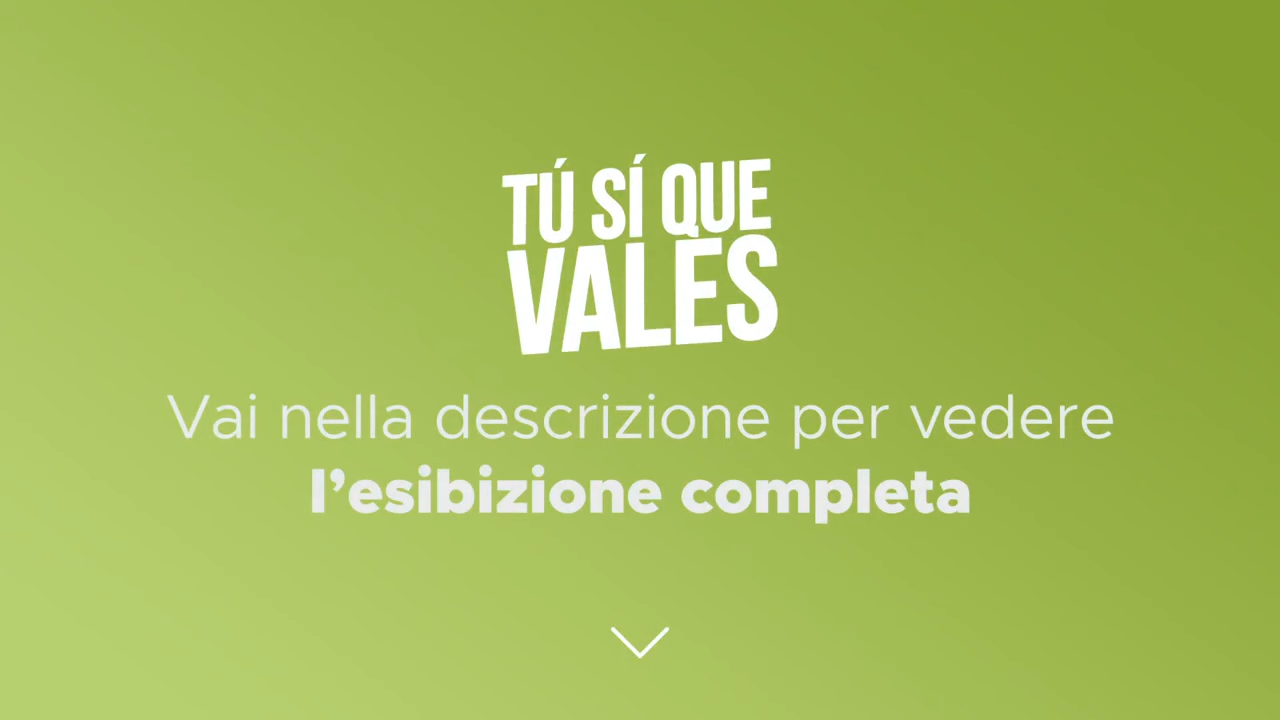 TÚ SÍ QUE
VALES
Vai nella descrizione per vedere
l’esibizione completa